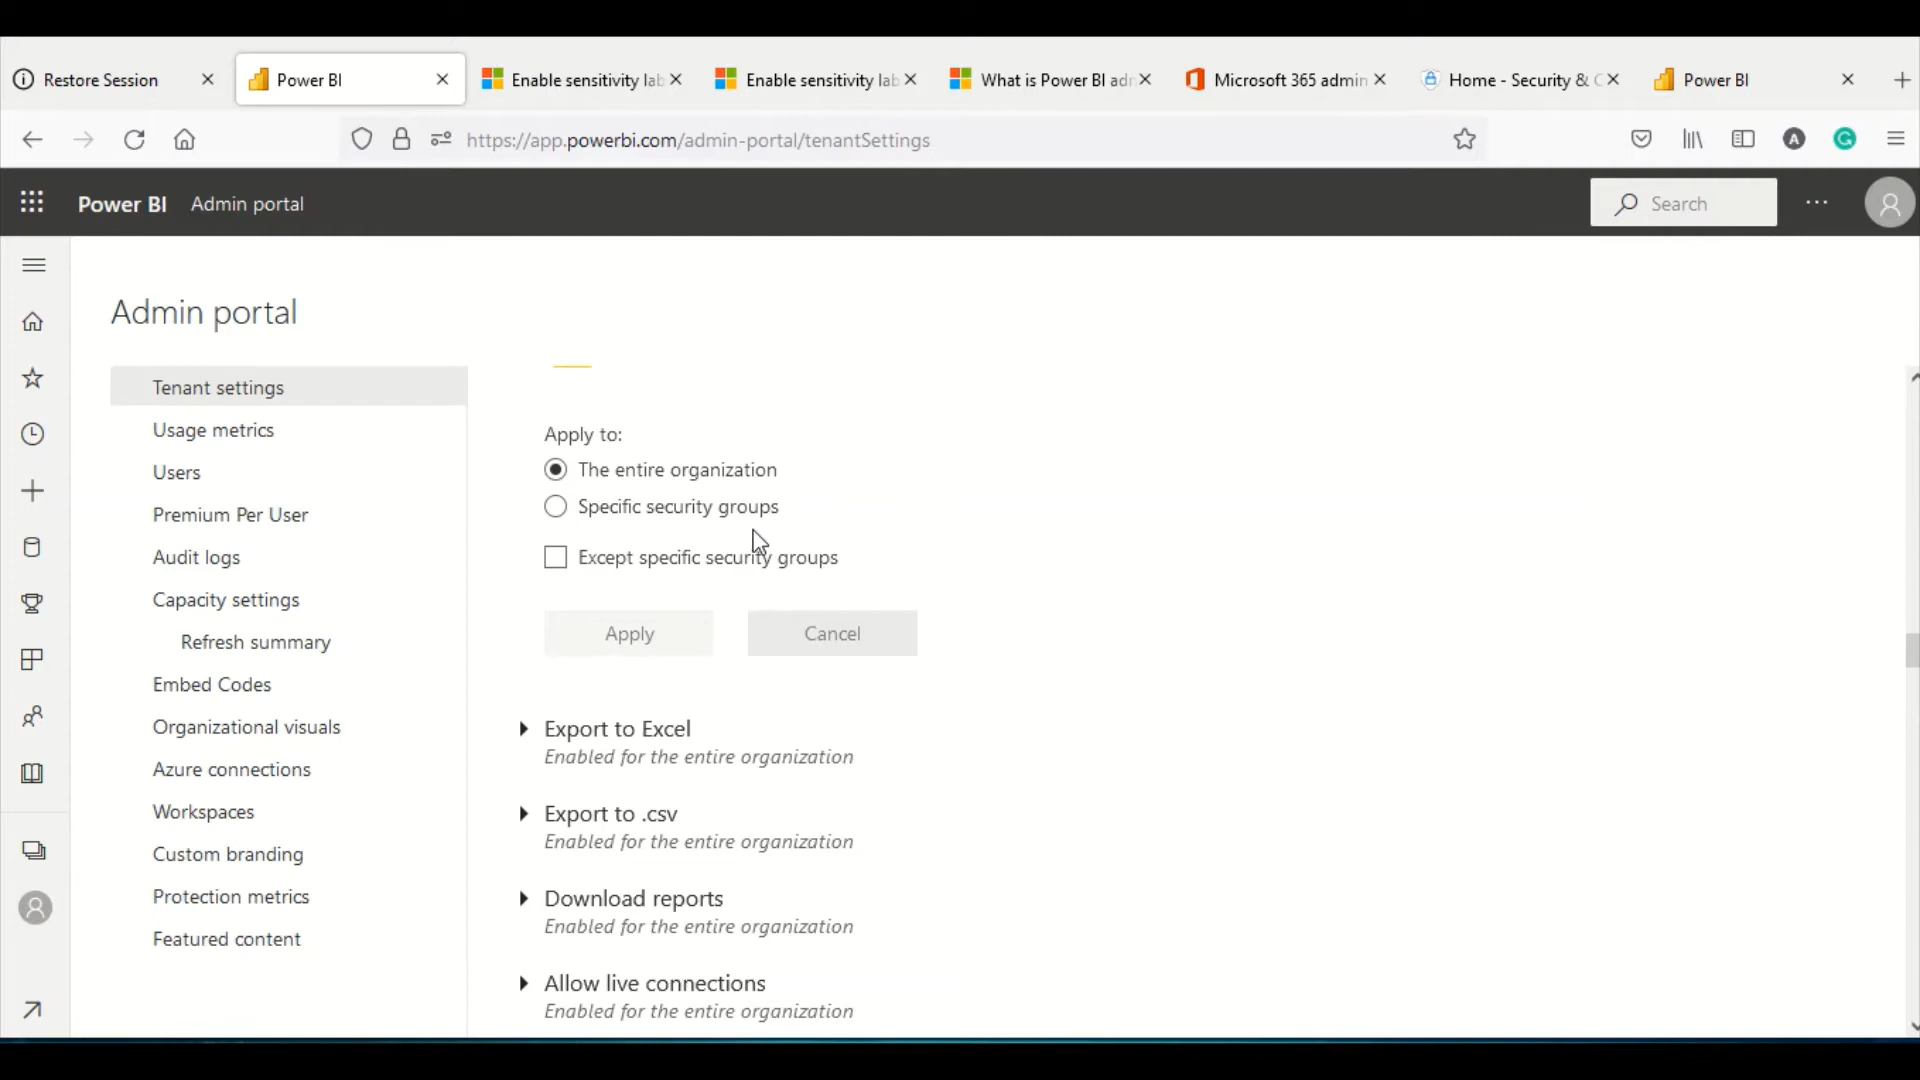 Restore Session
Power BI
Enable sensitivity lab
Enable sensitivity lab
What is Power BI adm
Microsoft 365 admin
Home - Security & C
Power BI
https://app.powerbi.com/admin-portal/tenantSettings
A
G
Power BI
Admin portal
Search
Admin portal
Tenant settings
Usage metrics
Users
Premium Per User
Audit logs
Capacity settings
Refresh summary
Embed Codes
Organizational visuals
Azure connections
Workspaces
Custom branding
Protection metrics
Featured content
Apply to:
The entire organization
Specific security groups
Except specific security groups
Apply
Cancel
Export to Excel
Enabled for the entire organization
Export to .csv
Enabled for the entire organization
Download reports
Enabled for the entire organization
Allow live connections
Enabled for the entire organization